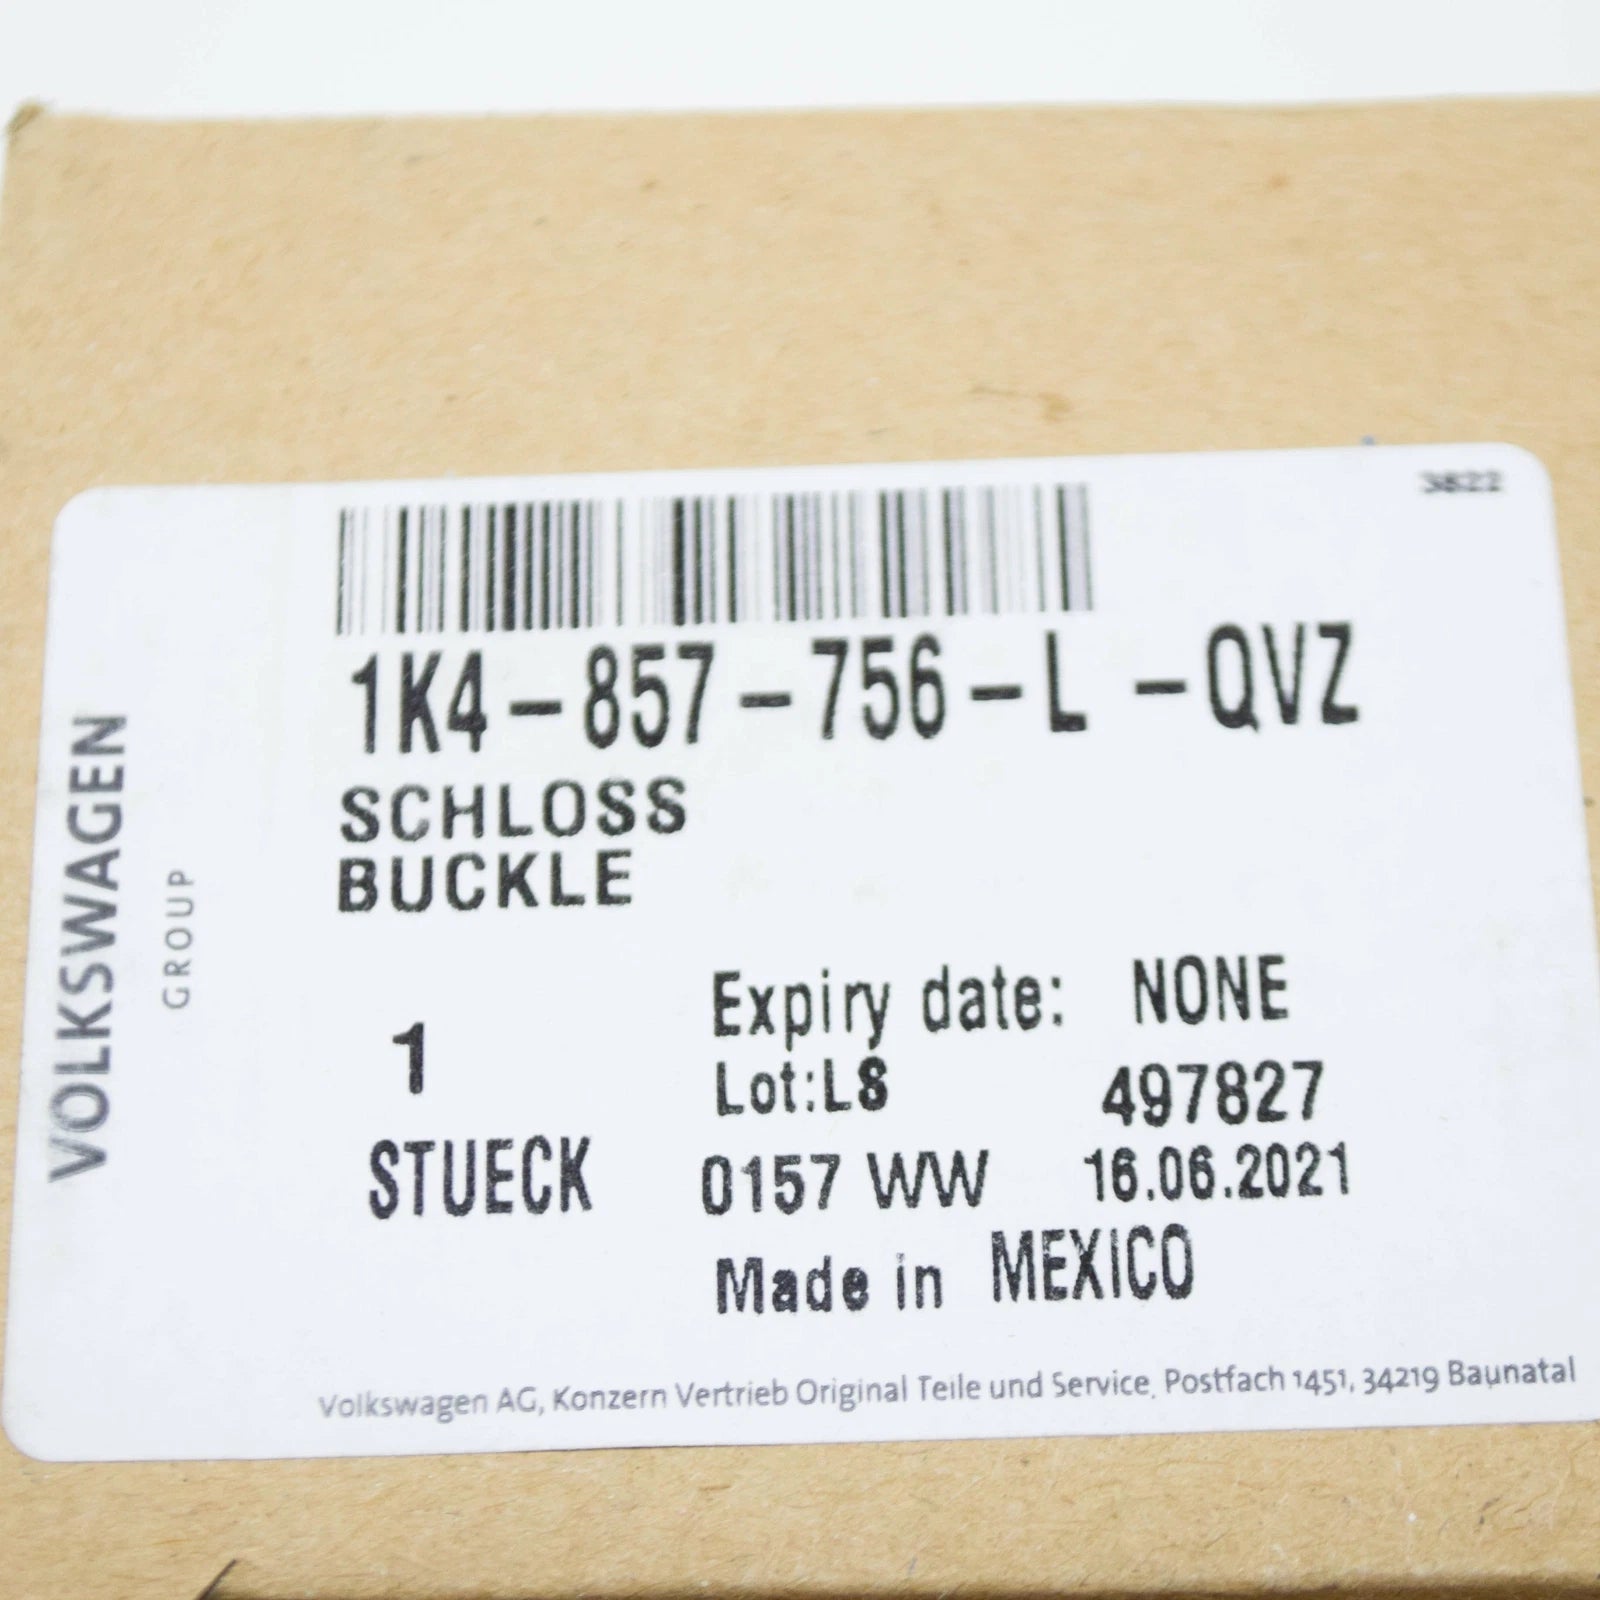 3822
1K4-857-756-L -QVZ
SCHLOSS
BUCKLE
VOLKSWAGEN
GROUP
1
STUECK
Expiry date: NONE
Lot:LS 497827
0157 WW 16.06.2021
Made in MEXICO
Volkswagen AG, Konzern Vertrieb Original Teile und Service, Postfach 1451, 34219 Baunatal